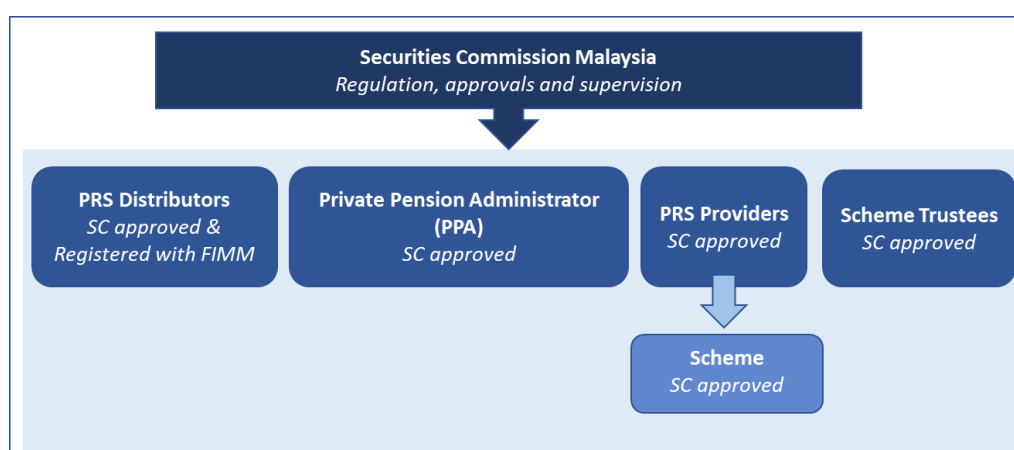 Securities Commission Malaysia
Regulation, approvals and supervision
PRS Distributors
SC approved &
Registered with FIMM
Private Pension Administrator
(PPA)
SC approved
PRS Providers
SC approved
Scheme Trustees
SC approved
Scheme
SC approved